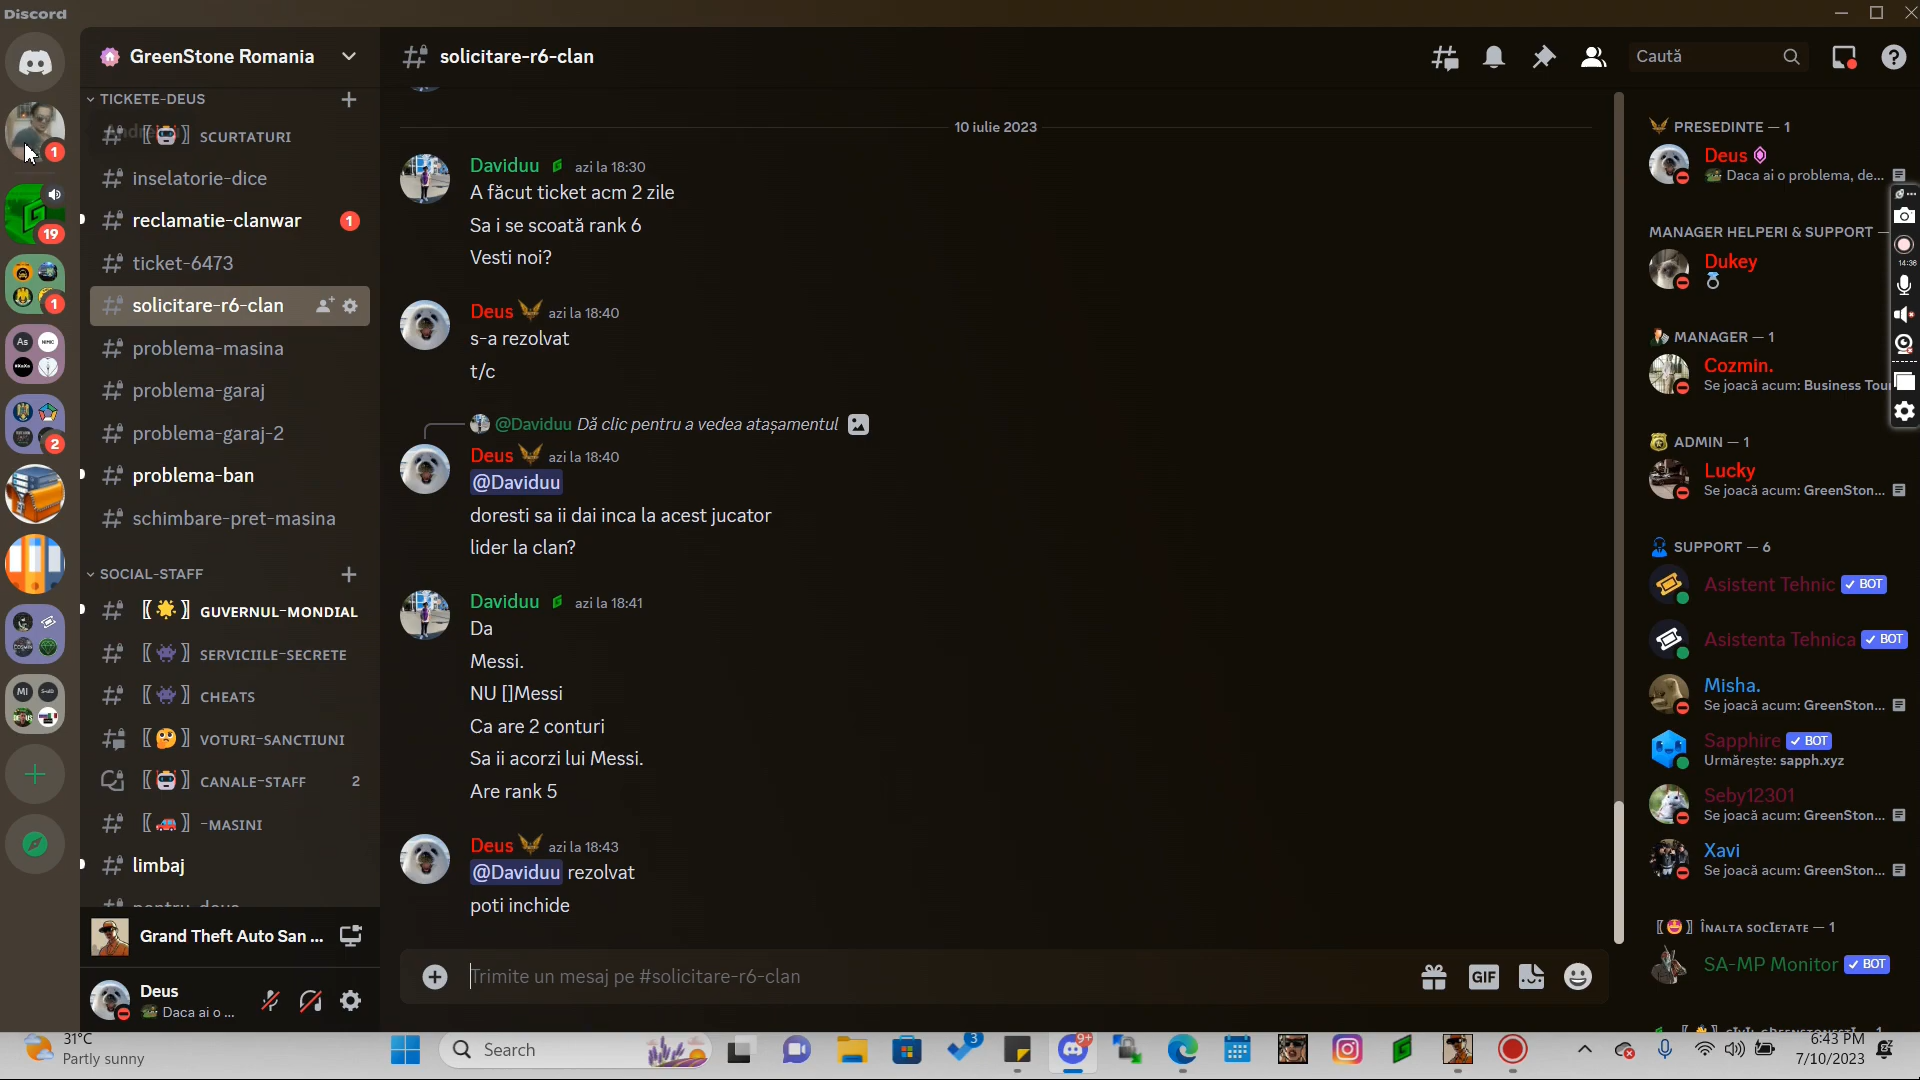 Discord
GreenStone Romania
TICKETE-DEUS
SCURTATURI
inselatorie-dice
reclamatie-clanwar 1
ticket-6473
solicitare-r6-clan
problema-masina
problema-garaj
problema-garaj-2
problema-ban
schimbare-pret-masina
SOCIAL-STAFF
GUVERNUL-MONDIAL
SERVICIILE-SECRETE
CHEATS
VOTURI-SANCTIUNI
CANALE-STAFF 2
-MASINI
limbaj
Grand Theft Auto San ...
Deus
Daca ai o ...
1
19
1
As
2
MI
solicitare-r6-clan
Caută
10 iulie 2023
Daviduu azi la 18:30
A făcut ticket acm 2 zile
Sa i se scoată rank 6
Vesti noi?
Deus azi la 18:40
s-a rezolvat
t/c
@Daviduu Dă clic pentru a vedea atașamentul
Deus azi la 18:40
@Daviduu
doresti sa ii dai inca la acest jucator
lider la clan?
Daviduu azi la 18:41
Da
Messi.
NU []Messi
Ca are 2 conturi
Sa ii acorzi lui Messi.
Are rank 5
Deus azi la 18:43
@Daviduu rezolvat
poti inchide
Trimite un mesaj pe #solicitare-r6-clan
GIF
PRESEDINTE — 1
Deus
Daca ai o problema, de...
MANAGER HELPERI & SUPPORT —
Dukey
MANAGER — 1
Cozmin.
Se joacă acum: Business Tou
ADMIN — 1
Lucky
Se joacă acum: GreenSton...
SUPPORT — 6
Asistent Tehnic BOT
Asistenta Tehnica BOT
Misha.
Se joacă acum: GreenSton...
Sapphire BOT
Urmărește: sapph.xyz
Seby12301
Se joacă acum: GreenSton...
Xavi
Se joacă acum: GreenSton...
ÎNALTA SOCIETATE — 1
SA-MP Monitor BOT
14:36
31°C
Partly sunny
Search
3
9+
6:43 PM
7/10/2023